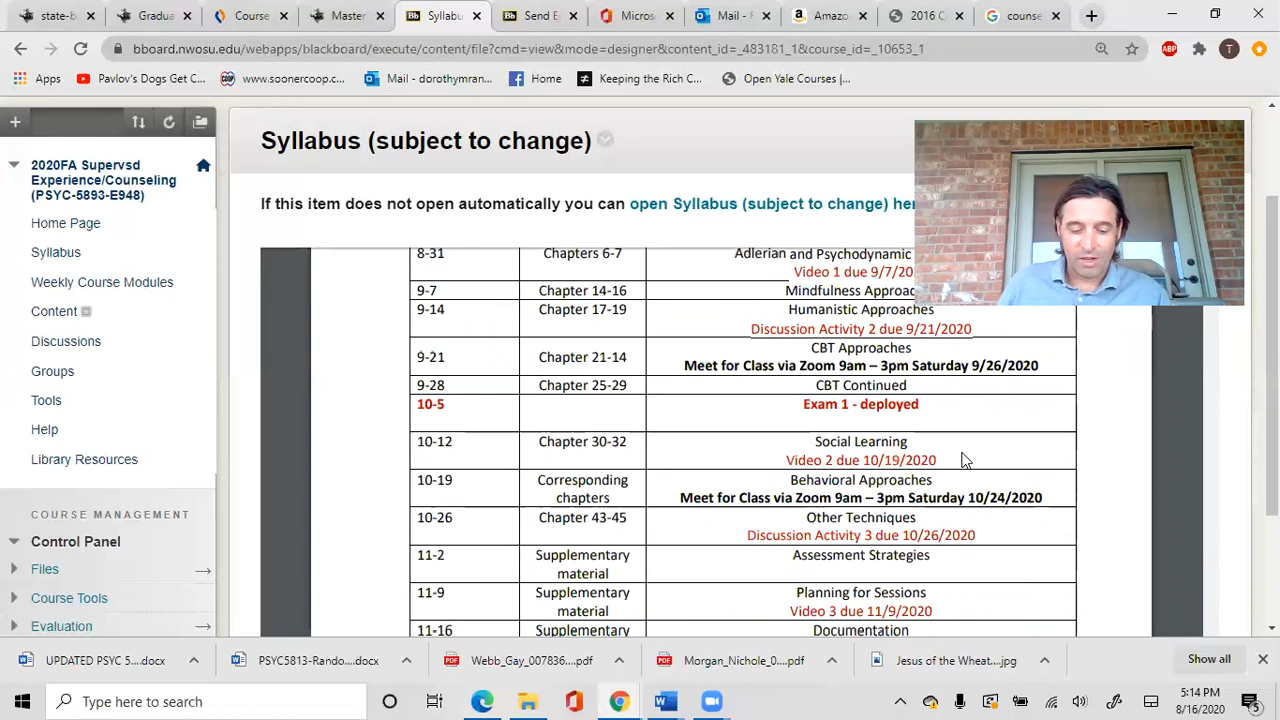 state-b
Gradua
Course
Master
Syllabu
Send E
Micros
Mail - R
Amazo
2016 C
counse
bboard.nwosu.edu/webapps/blackboard/execute/content/file?cmd=view&mode=designer&content_id=_483181_1&course_id=_10653_1
Apps
Pavlov's Dogs Get C...
www.soonercoop.co...
Mail - dorothymran...
Home
Keeping the Rich C...
Open Yale Courses |...
2020FA Supervsd
Experience/Counseling
(PSYC-5893-E948)
Home Page
Syllabus
Weekly Course Modules
Content
Discussions
Groups
Tools
Help
Library Resources
COURSE MANAGEMENT
Control Panel
Files
Course Tools
Evaluation
Syllabus (subject to change)
If this item does not open automatically you can open Syllabus (subject to change) her
8-31 Chapters 6-7 Adlerian and Psychodynamic
Video 1 due 9/7/20
9-7 Chapter 14-16 Mindfulness Approac
9-14 Chapter 17-19 Humanistic Approaches
Discussion Activity 2 due 9/21/2020
9-21 Chapter 21-14 CBT Approaches
Meet for Class via Zoom 9am – 3pm Saturday 9/26/2020
9-28 Chapter 25-29 CBT Continued
10-5 Exam 1 - deployed
10-12 Chapter 30-32 Social Learning
Video 2 due 10/19/2020
10-19 Corresponding chapters Behavioral Approaches
Meet for Class via Zoom 9am – 3pm Saturday 10/24/2020
10-26 Chapter 43-45 Other Techniques
Discussion Activity 3 due 10/26/2020
11-2 Supplementary material Assessment Strategies
11-9 Supplementary material Planning for Sessions
Video 3 due 11/9/2020
11-16 Supplementary Documentation
UPDATED PSYC 5....docx
PSYC5813-Rando....docx
Webb_Gay_007836....pdf
Morgan_Nichole_0....pdf
Jesus of the Wheat....jpg
Show all
Type here to search
5:14 PM
8/16/2020
5